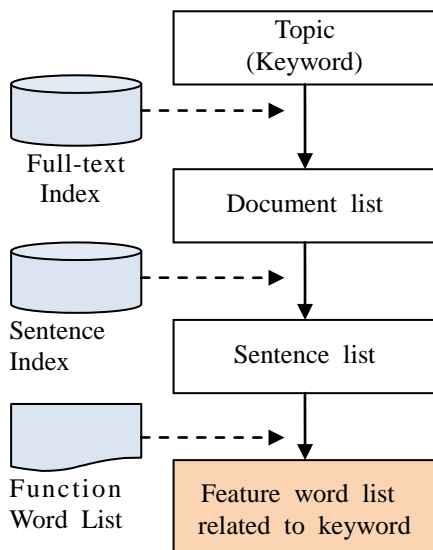 Topic
(Keyword)
Full-text
Index
Document list
Sentence
Index
Sentence list
Function
Word List
Feature word list
related to keyword